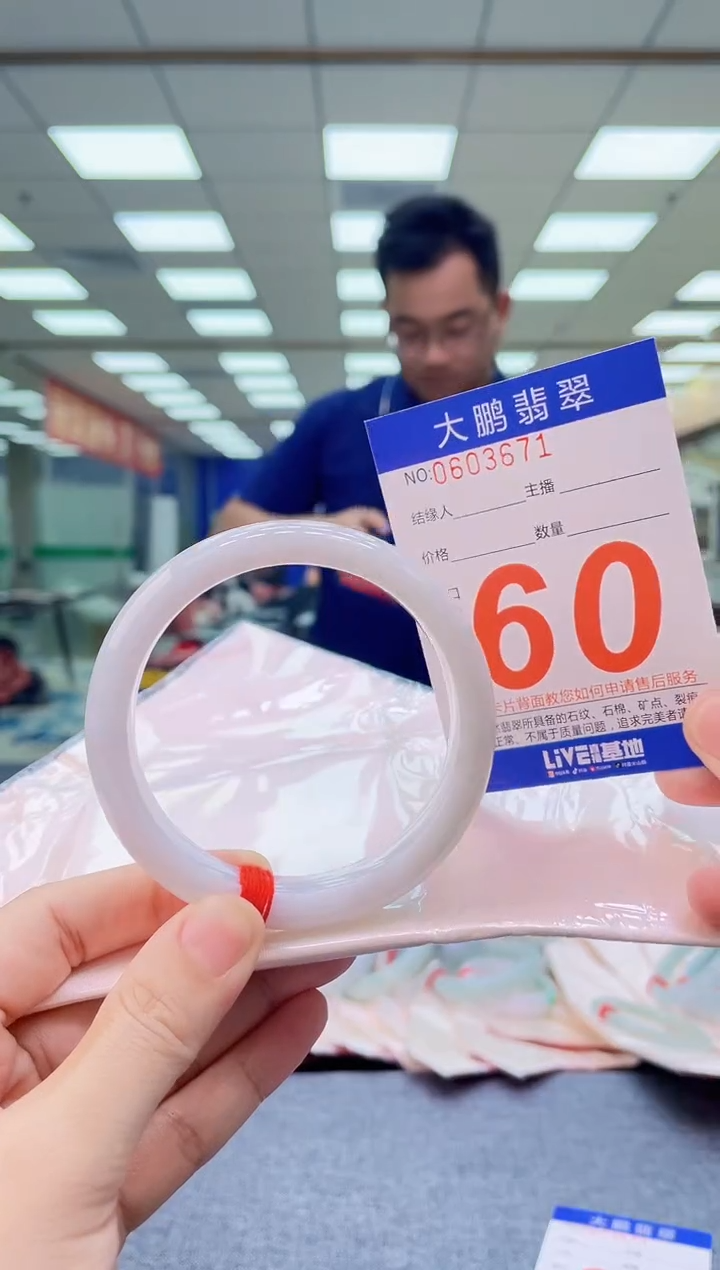 大鹏翡翠
NO:0603671
结缘人 主播
价格 数量
60
卡片背面教您如何申请售后服务
翡翠所具备的石纹、石棉、矿点、裂
正常、不属于质量问题，追求完美者
LiVE 基地
大鹏翡翠